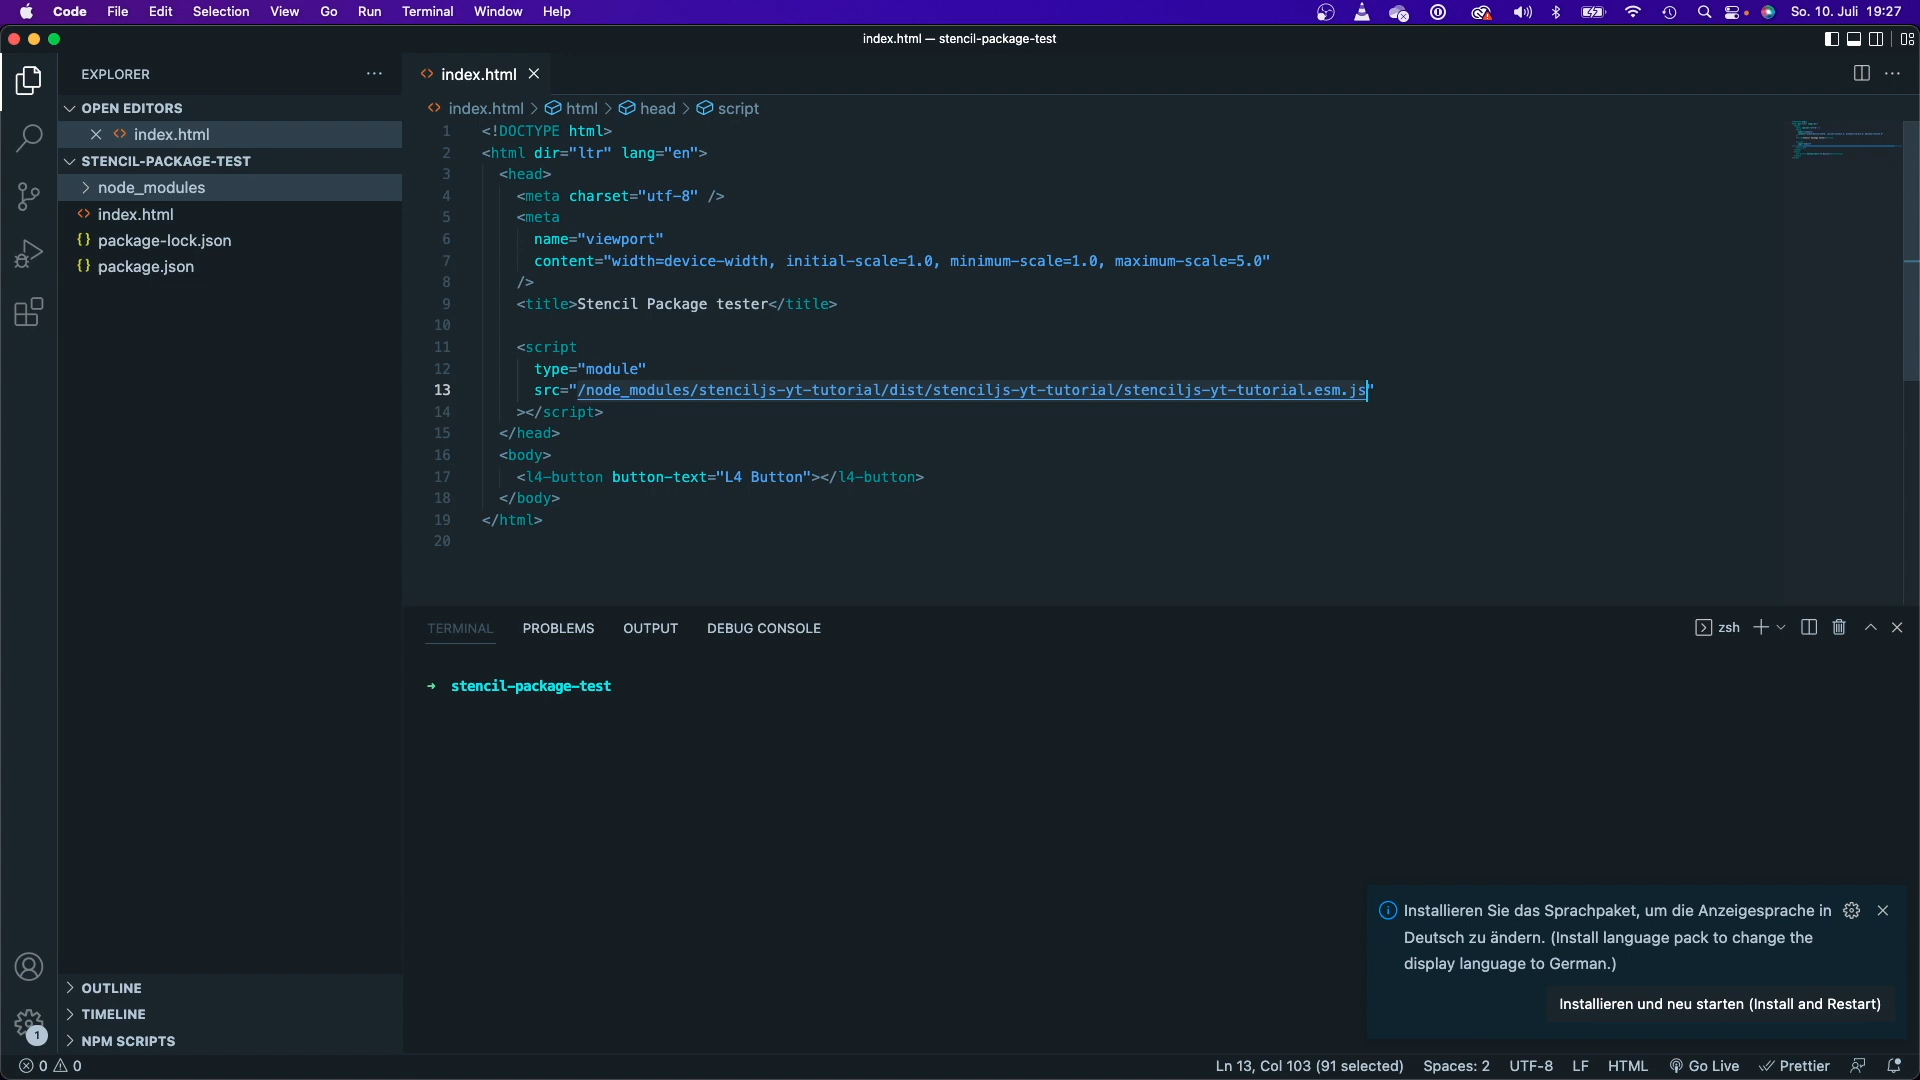 Code File Edit Selection View Go Run Terminal Window Help So. 10. Juli 19:27
index.html — stencil-package-test
EXPLORER
OPEN EDITORS
index.html
STENCIL-PACKAGE-TEST
node_modules
index.html
package-lock.json
package.json
OUTLINE
TIMELINE
NPM SCRIPTS
1
index.html
index.html > html > head > script
1 <!DOCTYPE html>
2 <html dir="ltr" lang="en">
3 <head>
4 <meta charset="utf-8" />
5 <meta
6 name="viewport"
7 content="width=device-width, initial-scale=1.0, minimum-scale=1.0, maximum-scale=5.0"
8 />
9 <title>Stencil Package tester</title>
10
11 <script
12 type="module"
13 src="/node_modules/stenciljs-yt-tutorial/dist/stenciljs-yt-tutorial/stenciljs-yt-tutorial.esm.js"
14 ></script>
15 </head>
16 <body>
17 <l4-button button-text="L4 Button"></l4-button>
18 </body>
19 </html>
20
TERMINAL PROBLEMS OUTPUT DEBUG CONSOLE zsh
→ stencil-package-test
Installieren Sie das Sprachpaket, um die Anzeigesprache in
Deutsch zu ändern. (Install language pack to change the
display language to German.)
Installieren und neu starten (Install and Restart)
0 0 Ln 13, Col 103 (91 selected) Spaces: 2 UTF-8 LF HTML Go Live Prettier